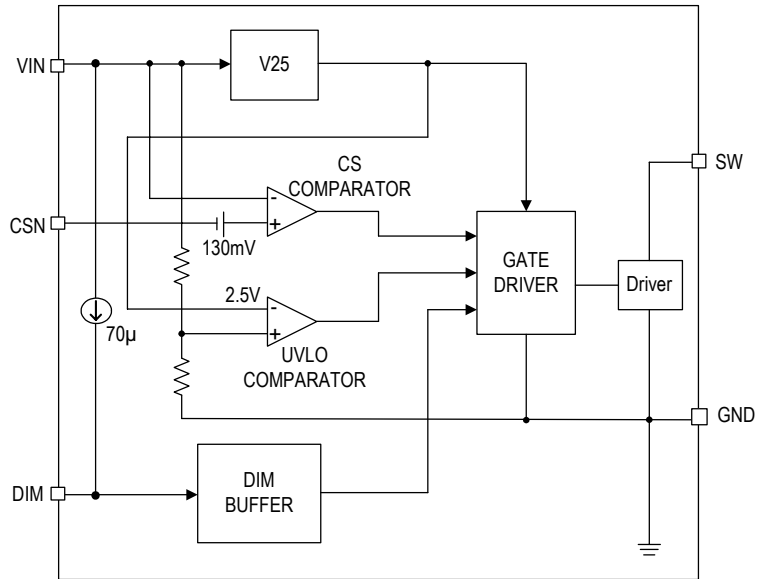 VIN
V25
SW
CS
COMPARATOR
-
+
CSN
130mV
GATE
DRIVER
Driver
2.5V
-
+
70µ
UVLO
COMPARATOR
GND
DIM
DIM
BUFFER